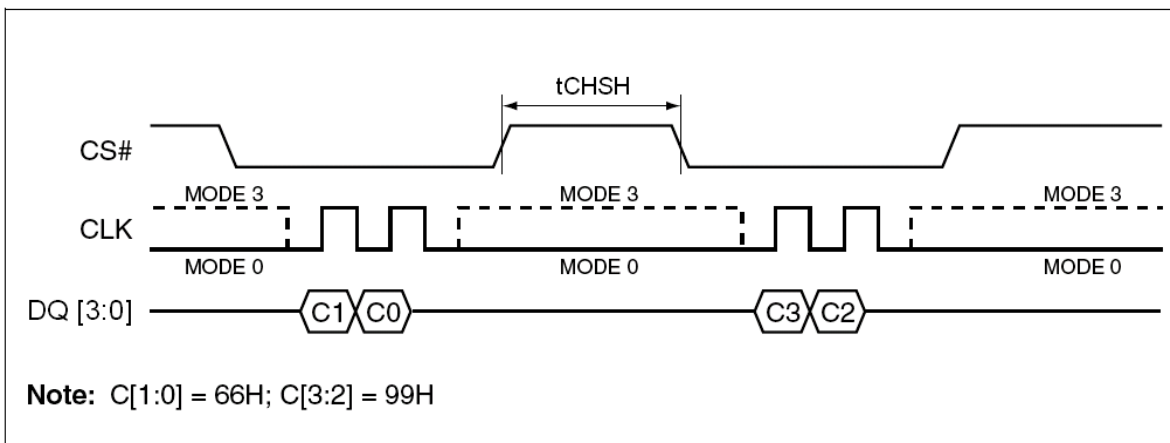 tCHSH
CS#
MODE 3 MODE 3 MODE 3
CLK
MODE 0 MODE 0 MODE 0
DQ [3:0] C1 C0 C3 C2
Note: C[1:0] = 66H; C[3:2] = 99H